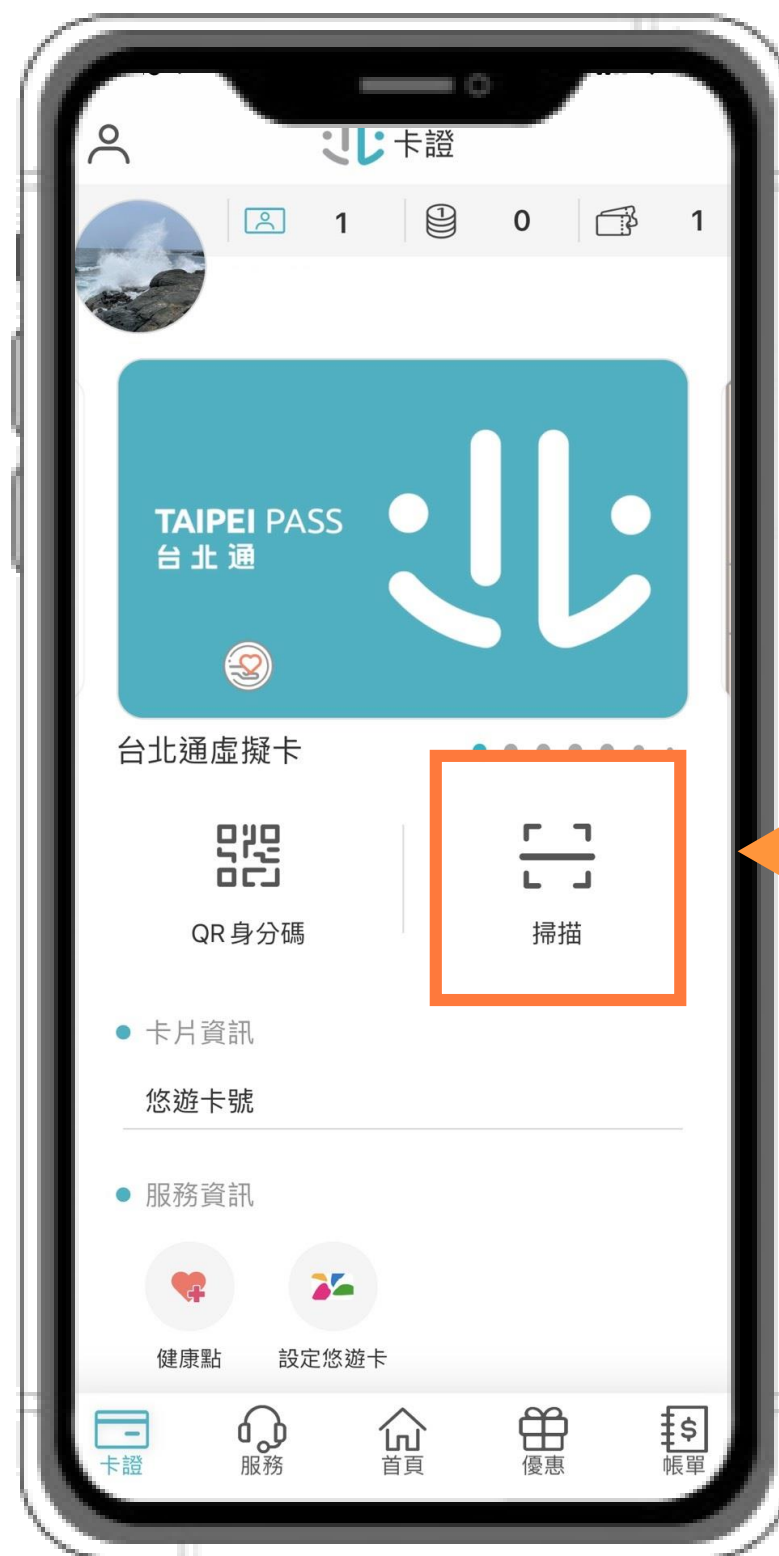 卡證
1 0 1
TAIPEI PASS
台北通
台北通虛擬卡
QR 身分碼
掃描
卡片資訊
悠遊卡號
服務資訊
健康點
設定悠遊卡
卡證
服務
首頁
優惠
帳單